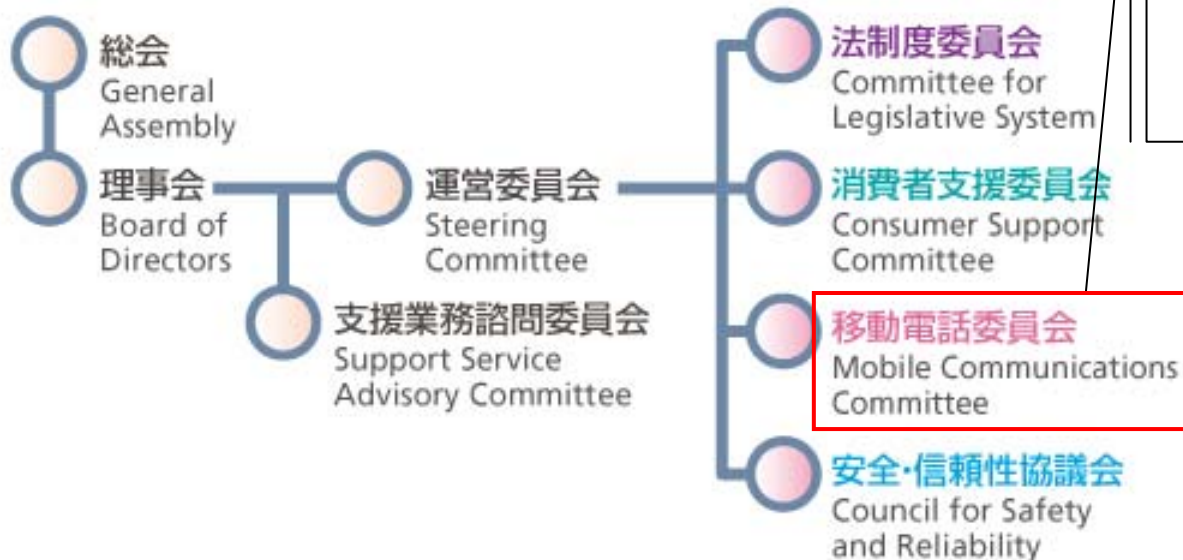 総会
General
Assembly
理事会
Board of
Directors
運営委員会
Steering
Committee
支援業務諮問委員会
Support Service
Advisory Committee
法制度委員会
Committee for
Legislative System
消費者支援委員会
Consumer Support
Committee
移動電話委員会
Mobile Communications
Committee
安全・信頼性協議会
Council for Safety
and Reliability